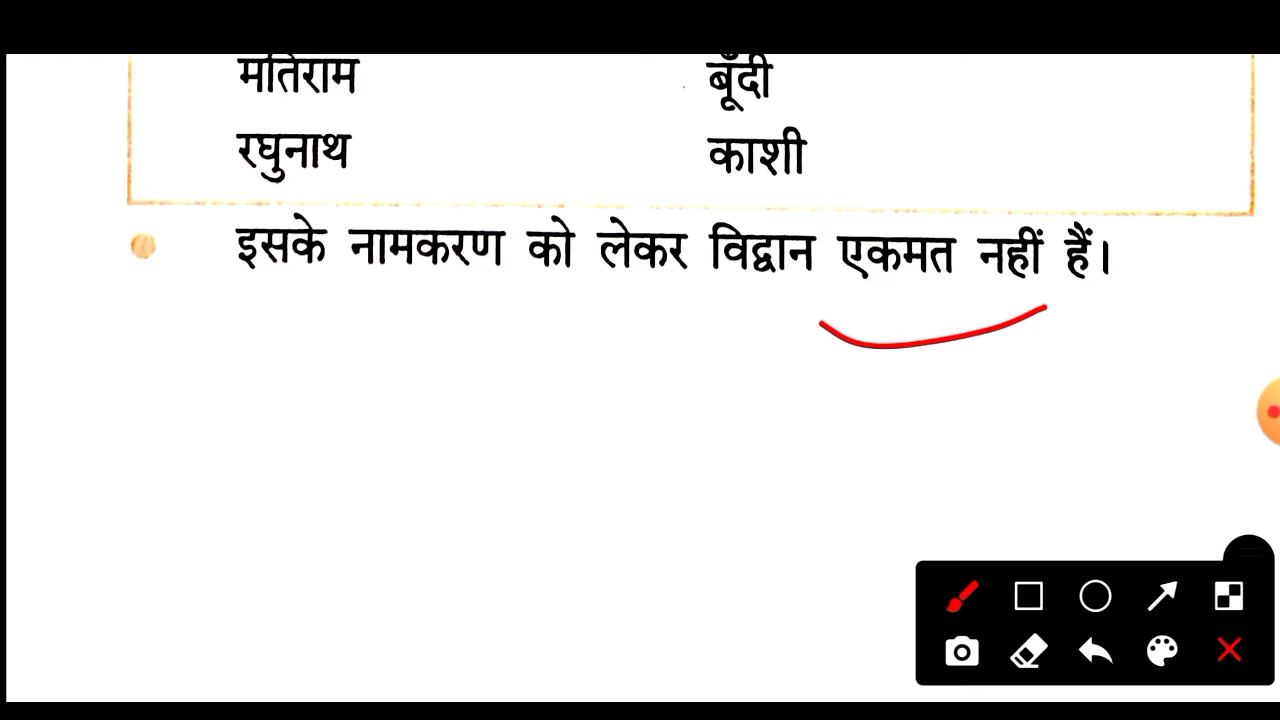 मतिराम बूँदी
रघुनाथ काशी
इसके नामकरण को लेकर विद्वान एकमत नहीं हैं।